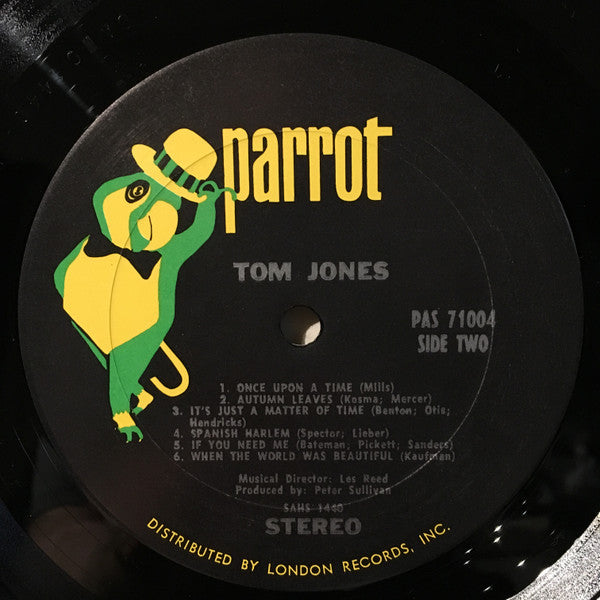 parrot
TOM JONES
PAS 71004
SIDE TWO
1. ONCE UPON A TIME (Mills)
2. AUTUMN LEAVES (Kosma; Mercer)
3. IT'S JUST A MATTER OF TIME (Benton; Otis;
Hendricks)
4. SPANISH HARLEM (Spector; Lieber)
5. IF YOU NEED ME (Bateman; Pickett; Sanders)
6. WHEN THE WORLD WAS BEAUTIFUL (Kaufman)
Musical Director: Les Reed
Produced by: Peter Sullivan
SAHS 1440
STEREO
DISTRIBUTED BY LONDON RECORDS, INC.